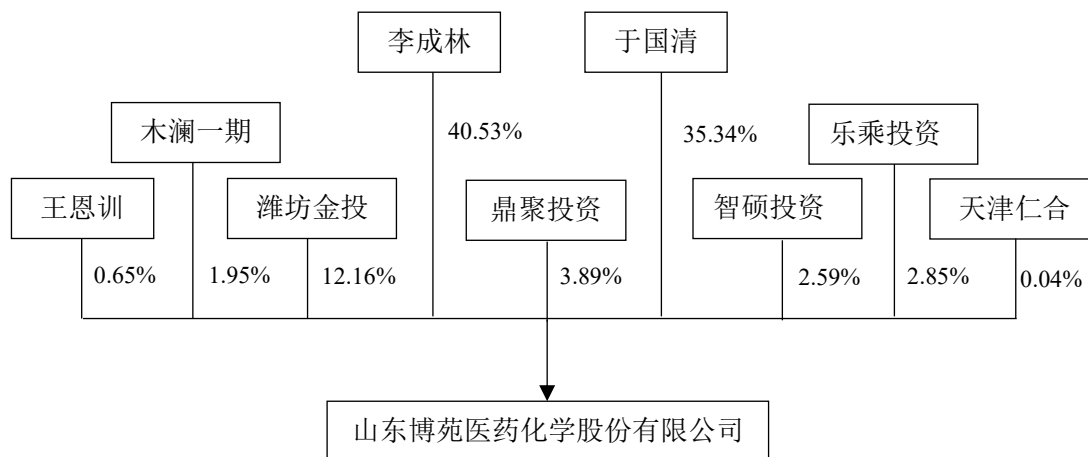 李成林
于国清
木澜一期
40.53%
35.34%
乐乘投资
王恩训
潍坊金投
鼎聚投资
智硕投资
天津仁合
0.65%
1.95%
12.16%
3.89%
2.59%
2.85%
0.04%
山东博苑医药化学股份有限公司